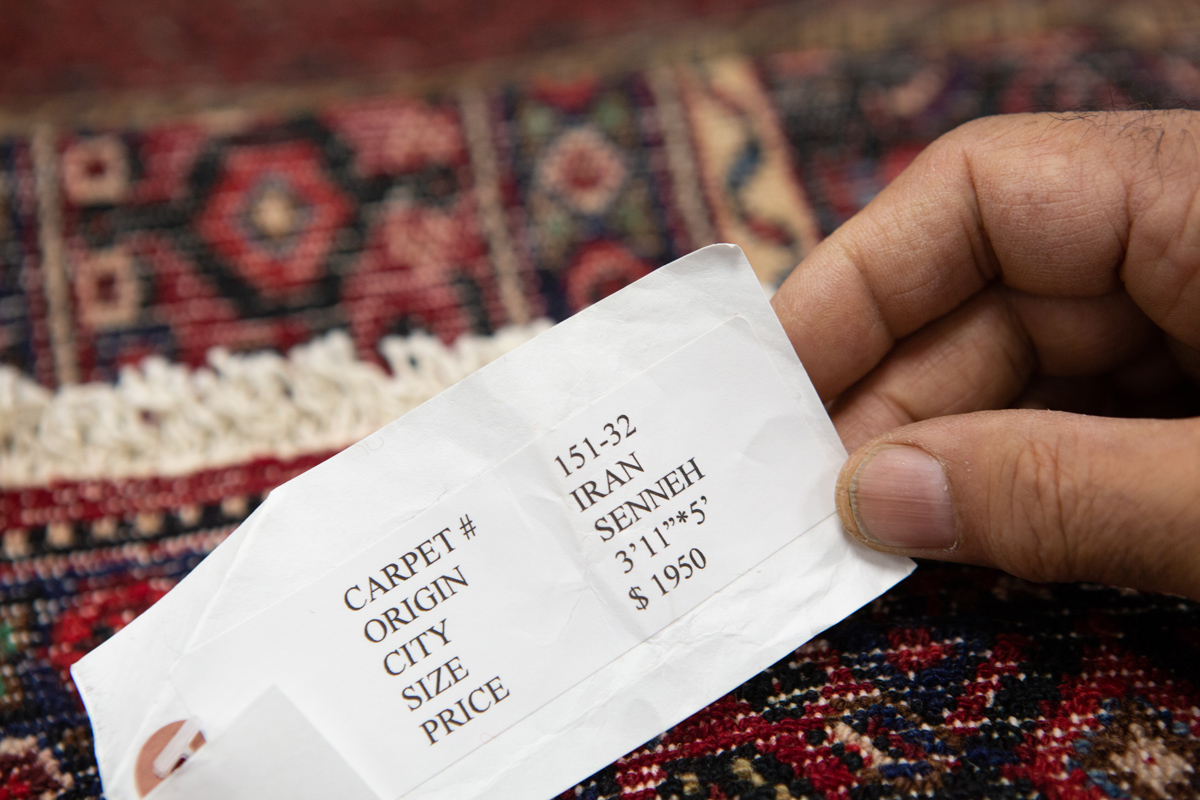 CARPET # 151-32
ORIGIN IRAN
CITY SENNEH
SIZE 3’11”*5’
PRICE $ 1950